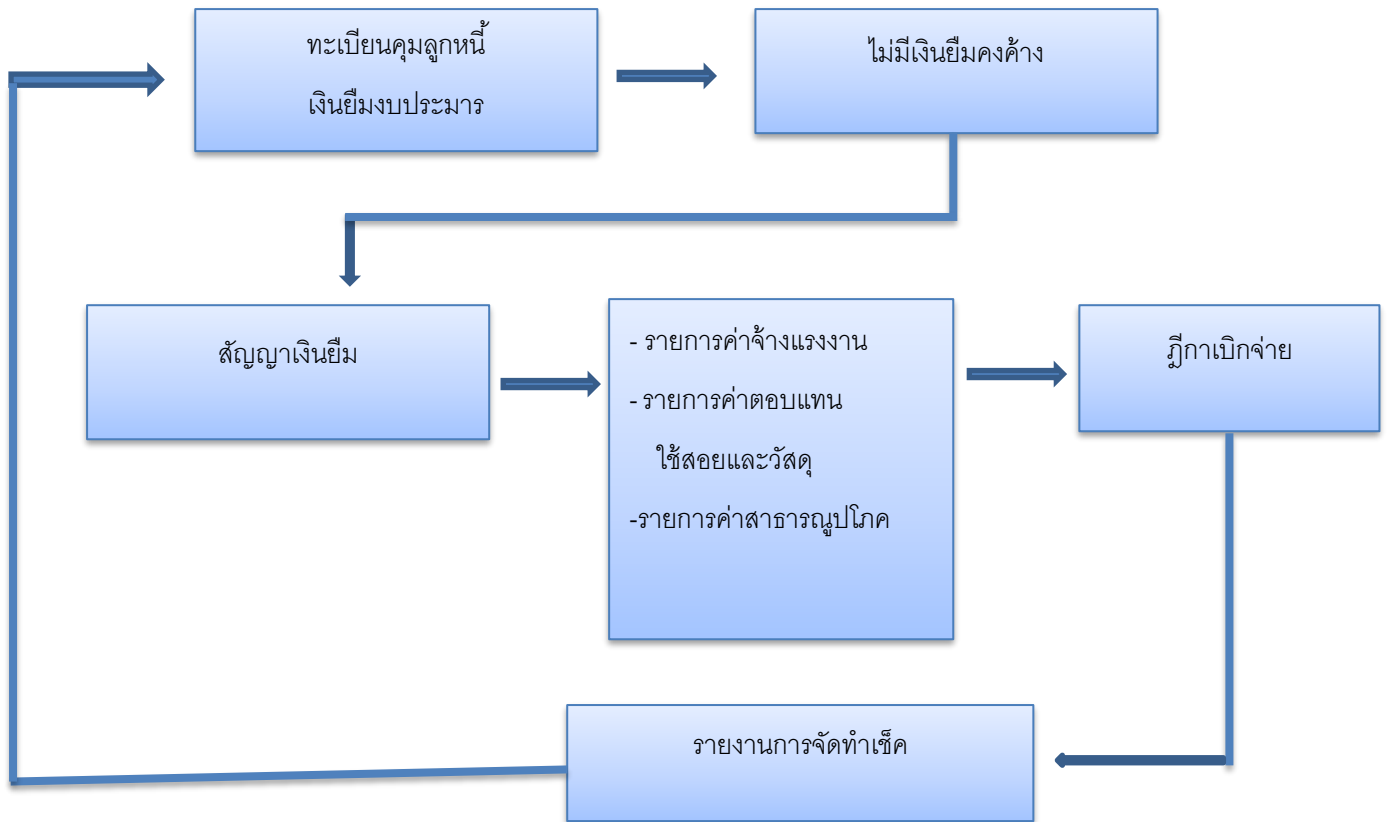 ทะเบียนคุมลูกหนี้
เงินยืมงบประมาร
ไม่มีเงินยืมคงค้าง
สัญญาเงินยืม
- รายการค่าจ้างแรงงาน
- รายการค่าตอบแทน
ใช้สอยและวัสดุ
-รายการค่าสาธารณูปโภค
ฎีกาเบิกจ่าย
รายงานการจัดทำเช็ค